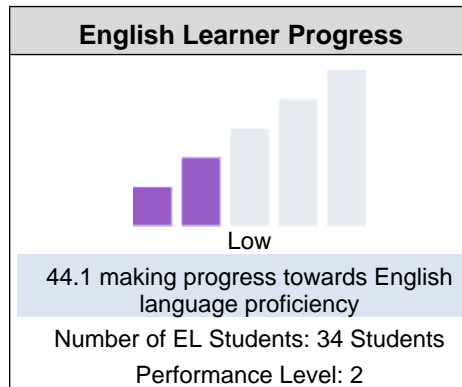 English Learner Progress
Low
44.1 making progress towards English
language proficiency
Number of EL Students: 34 Students
Performance Level: 2